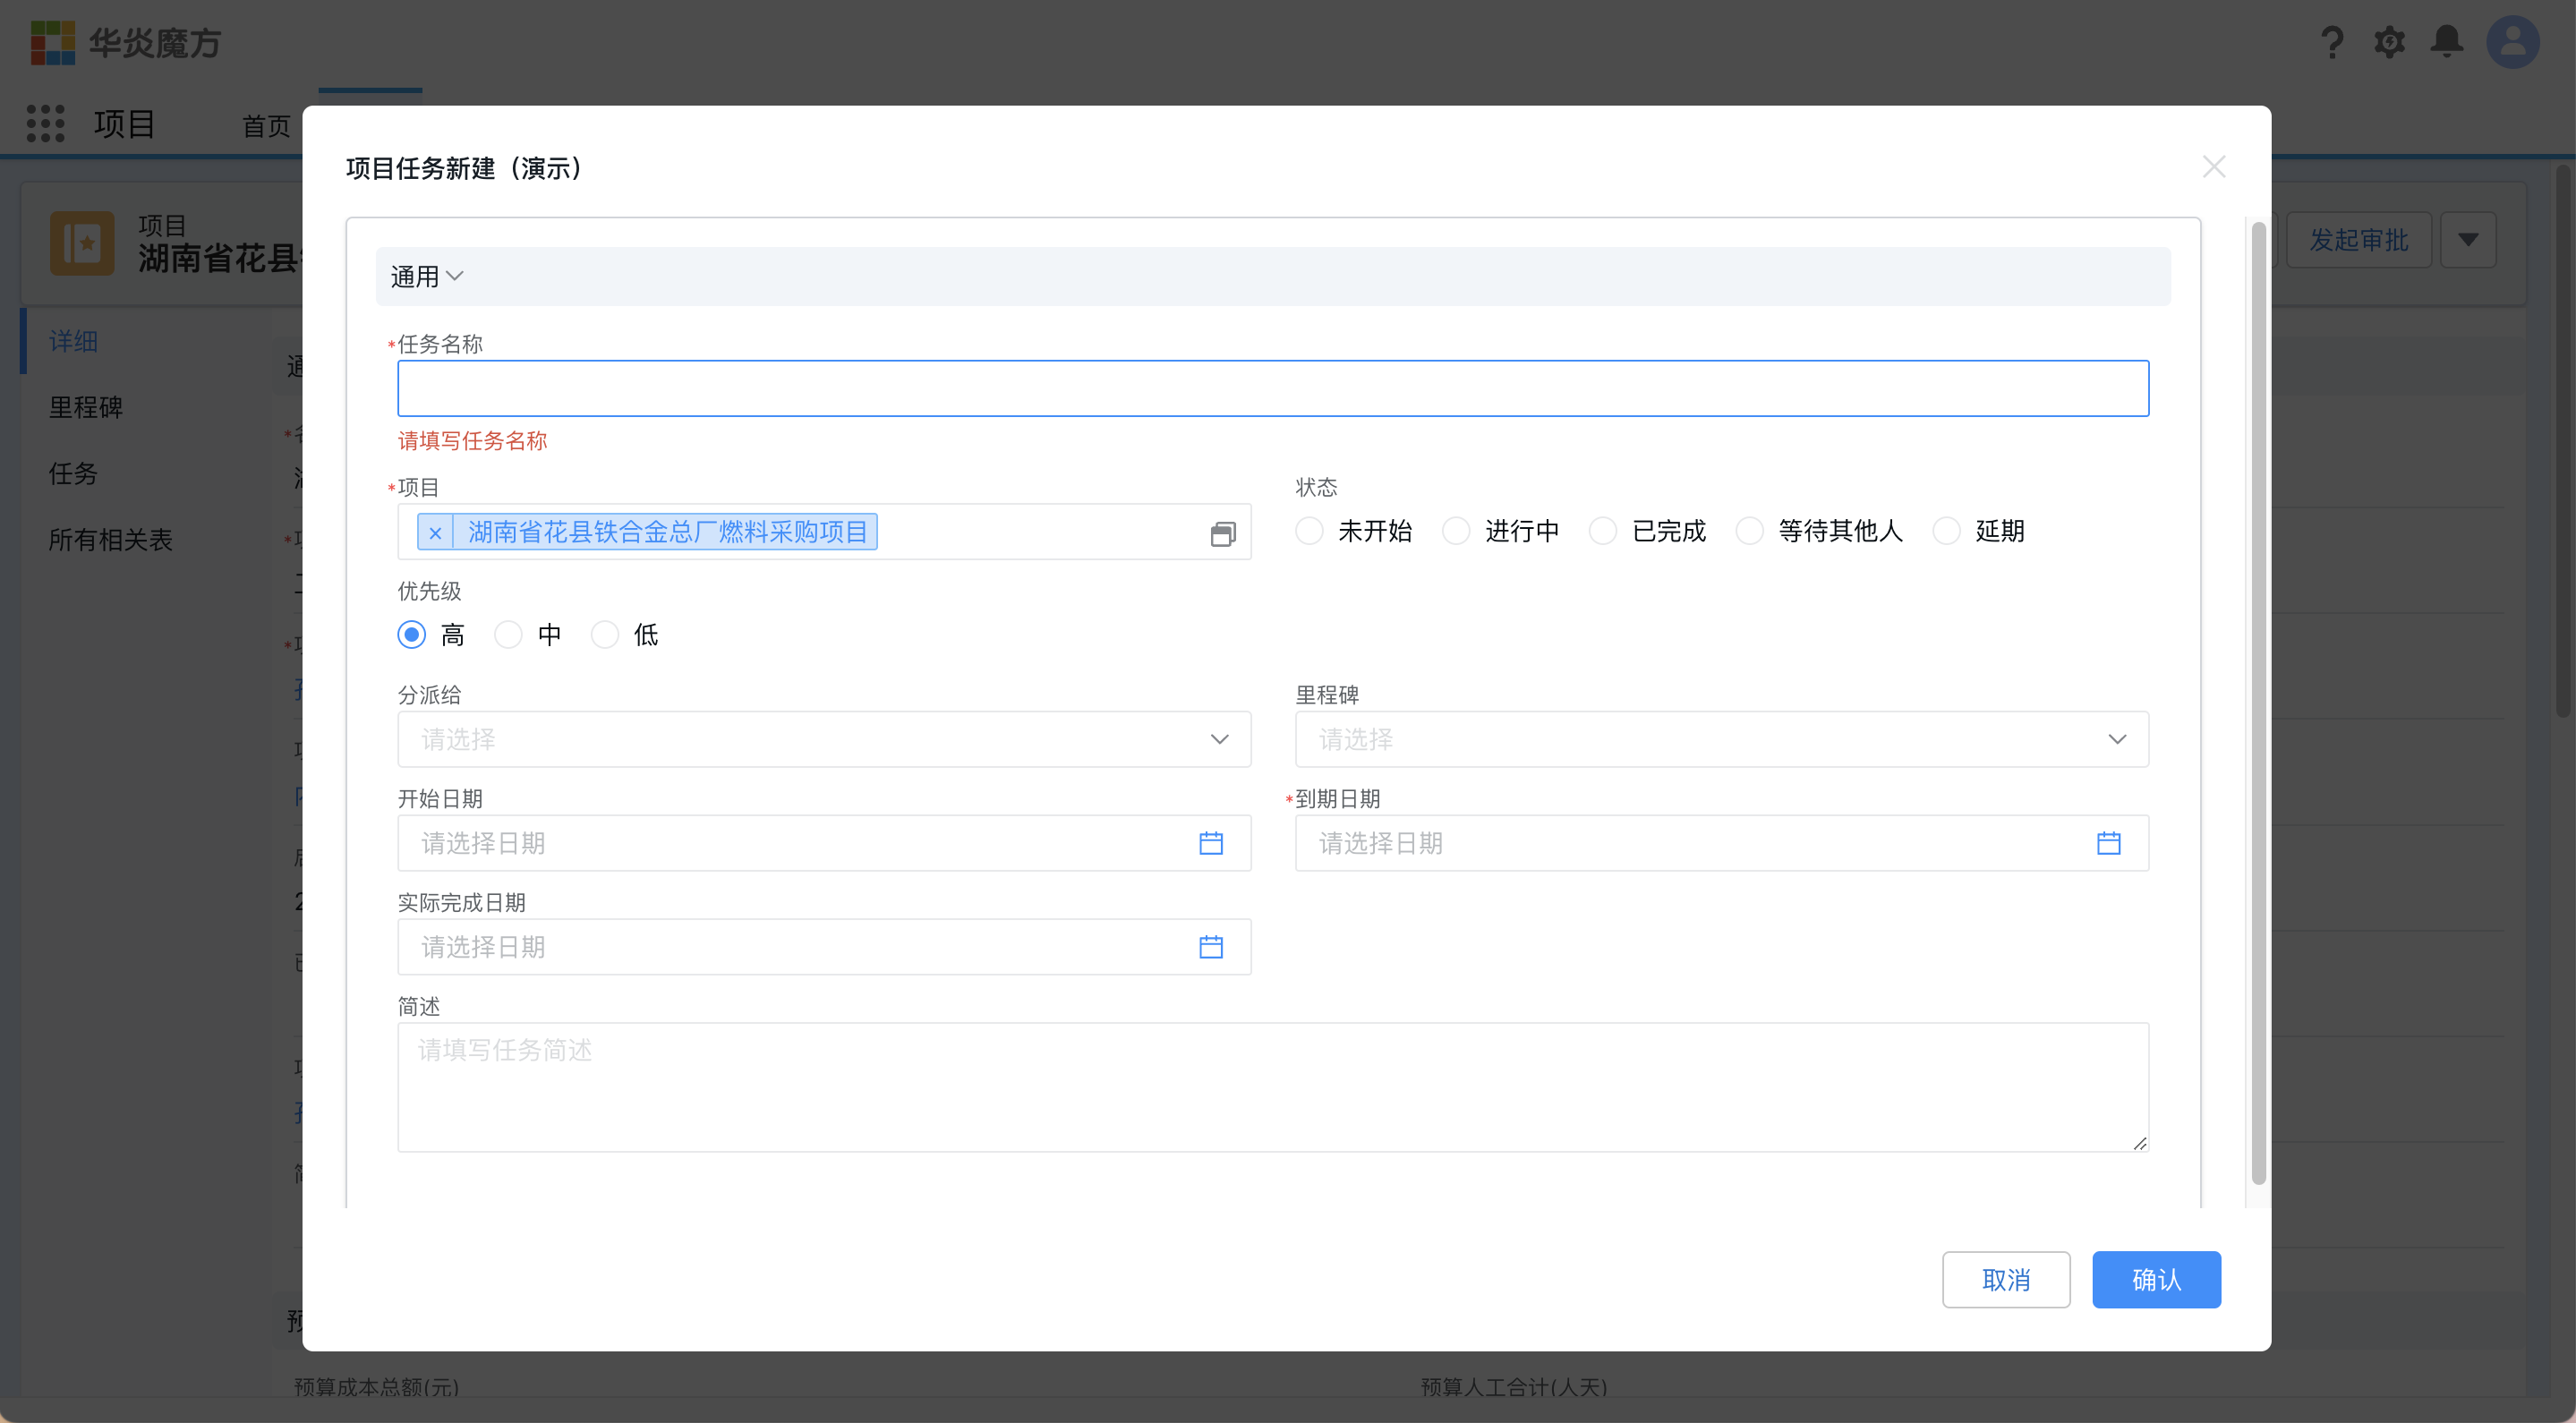 华炎魔方
项目
首页
项目任务新建（演示）
项目
湖南省花县
发起审批
通用
详细
*任务名称
里程碑
请填写任务名称
任务
*项目
状态
× 湖南省花县铁合金总厂燃料采购项目
未开始 进行中 已完成 等待其他人 延期
所有相关表
优先级
高 中 低
分派给
里程碑
请选择
请选择
开始日期
*到期日期
请选择日期
请选择日期
实际完成日期
请选择日期
简述
请填写任务简述
取消 确认
预算成本总额(元)
预算人工合计(人天)